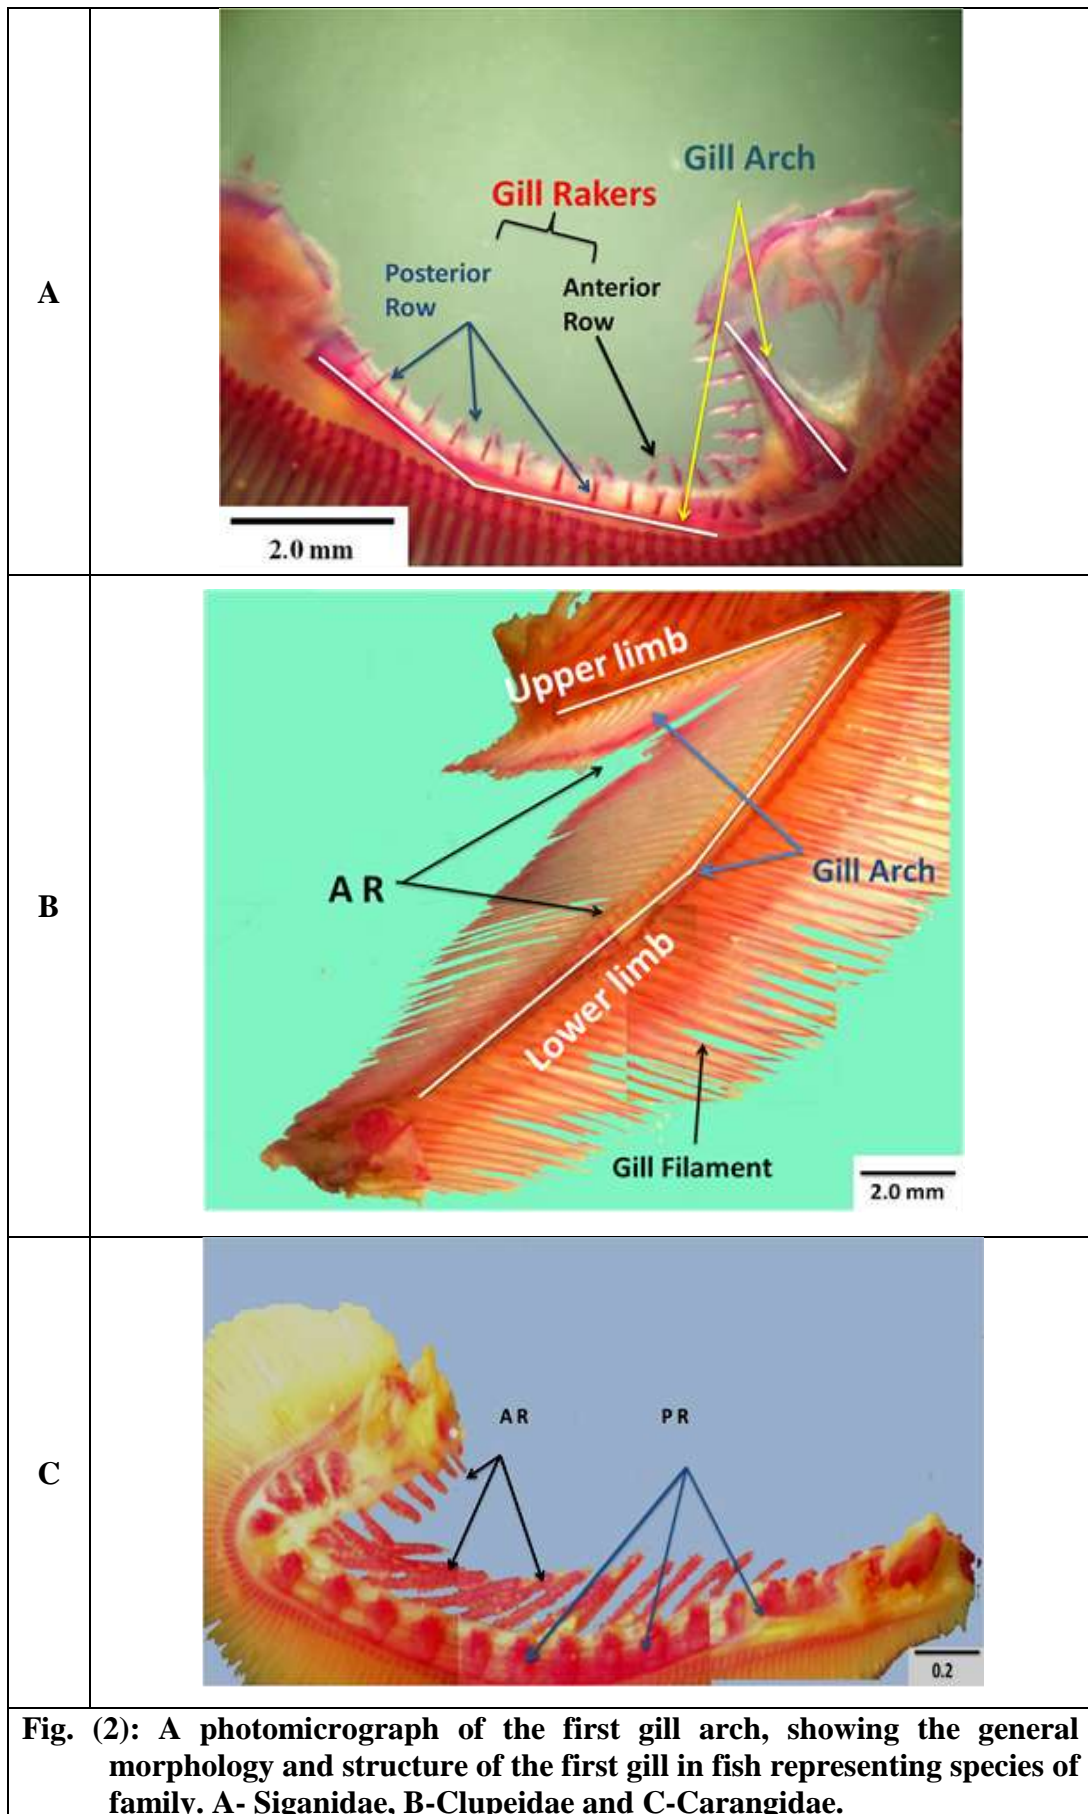 A
Gill Arch
Gill Rakers
Posterior
Row
Anterior
Row
2.0 mm
B
Upper limb
A R
Gill Arch
Lower limb
Gill Filament
2.0 mm
C
A R
P R
0.2
Fig. (2): A photomicrograph of the first gill arch, showing the general
morphology and structure of the first gill in fish representing species of
family. A- Siganidae, B-Clupeidae and C-Carangidae.